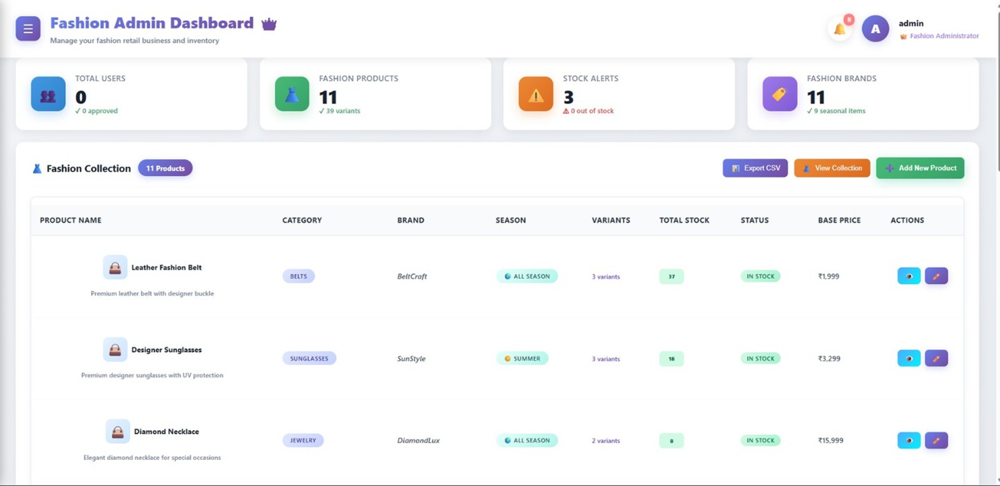 Fashion Admin Dashboard
Manage your fashion retail business and inventory
8
A
admin
Fashion Administrator
TOTAL USERS
0
✓ 0 approved
FASHION PRODUCTS
11
✓ 39 variants
STOCK ALERTS
3
⚠ 0 out of stock
FASHION BRANDS
11
✓ 9 seasonal items
Fashion Collection
11 Products
Export CSV
View Collection
Add New Product
PRODUCT NAME CATEGORY BRAND SEASON VARIANTS TOTAL STOCK STATUS BASE PRICE ACTIONS
Leather Fashion Belt
Premium leather belt with designer buckle
BELTS BeltCraft ALL SEASON 3 variants 37 IN STOCK ₹1,999
Designer Sunglasses
Premium designer sunglasses with UV protection
SUNGLASSES SunStyle SUMMER 3 variants 18 IN STOCK ₹3,299
Diamond Necklace
Elegant diamond necklace for special occasions
JEWELRY DiamondLux ALL SEASON 2 variants 8 IN STOCK ₹15,999